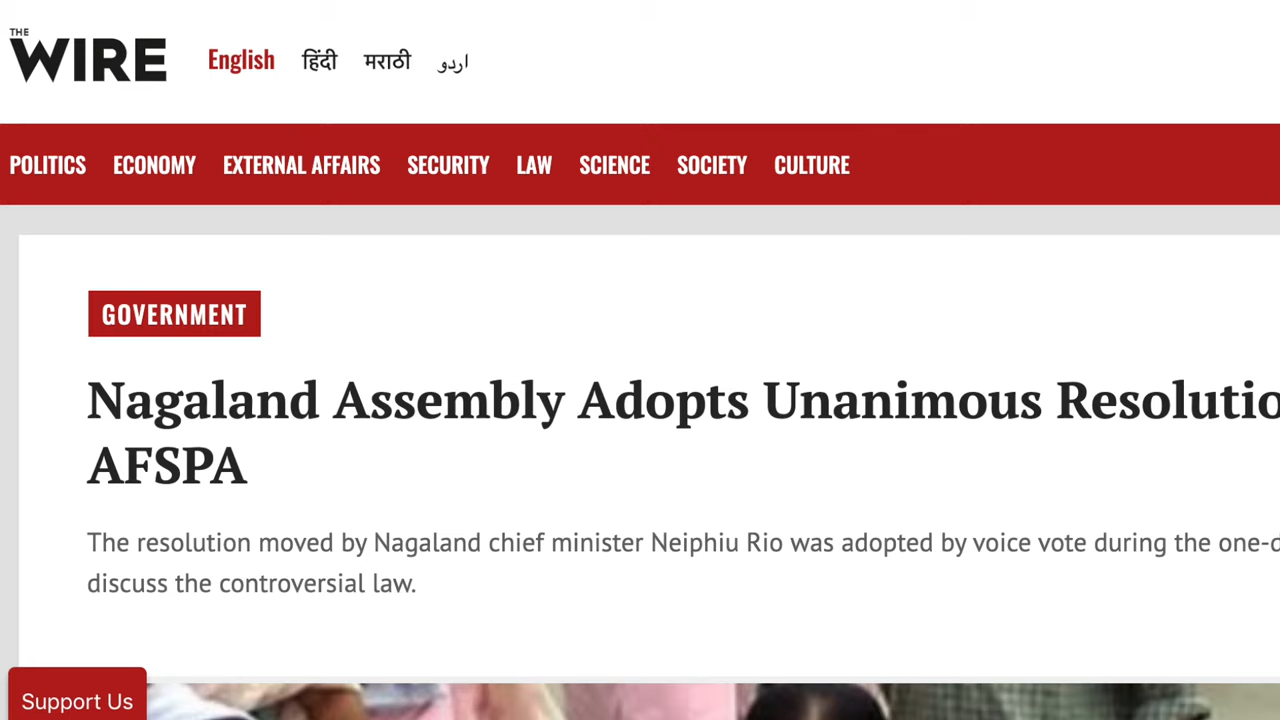 THE
WIRE
English हिंदी मराठी اردو
POLITICS ECONOMY EXTERNAL AFFAIRS SECURITY LAW SCIENCE SOCIETY CULTURE
GOVERNMENT
Nagaland Assembly Adopts Unanimous Resolutio
AFSPA
The resolution moved by Nagaland chief minister Neiphiu Rio was adopted by voice vote during the one-d
discuss the controversial law.
Support Us